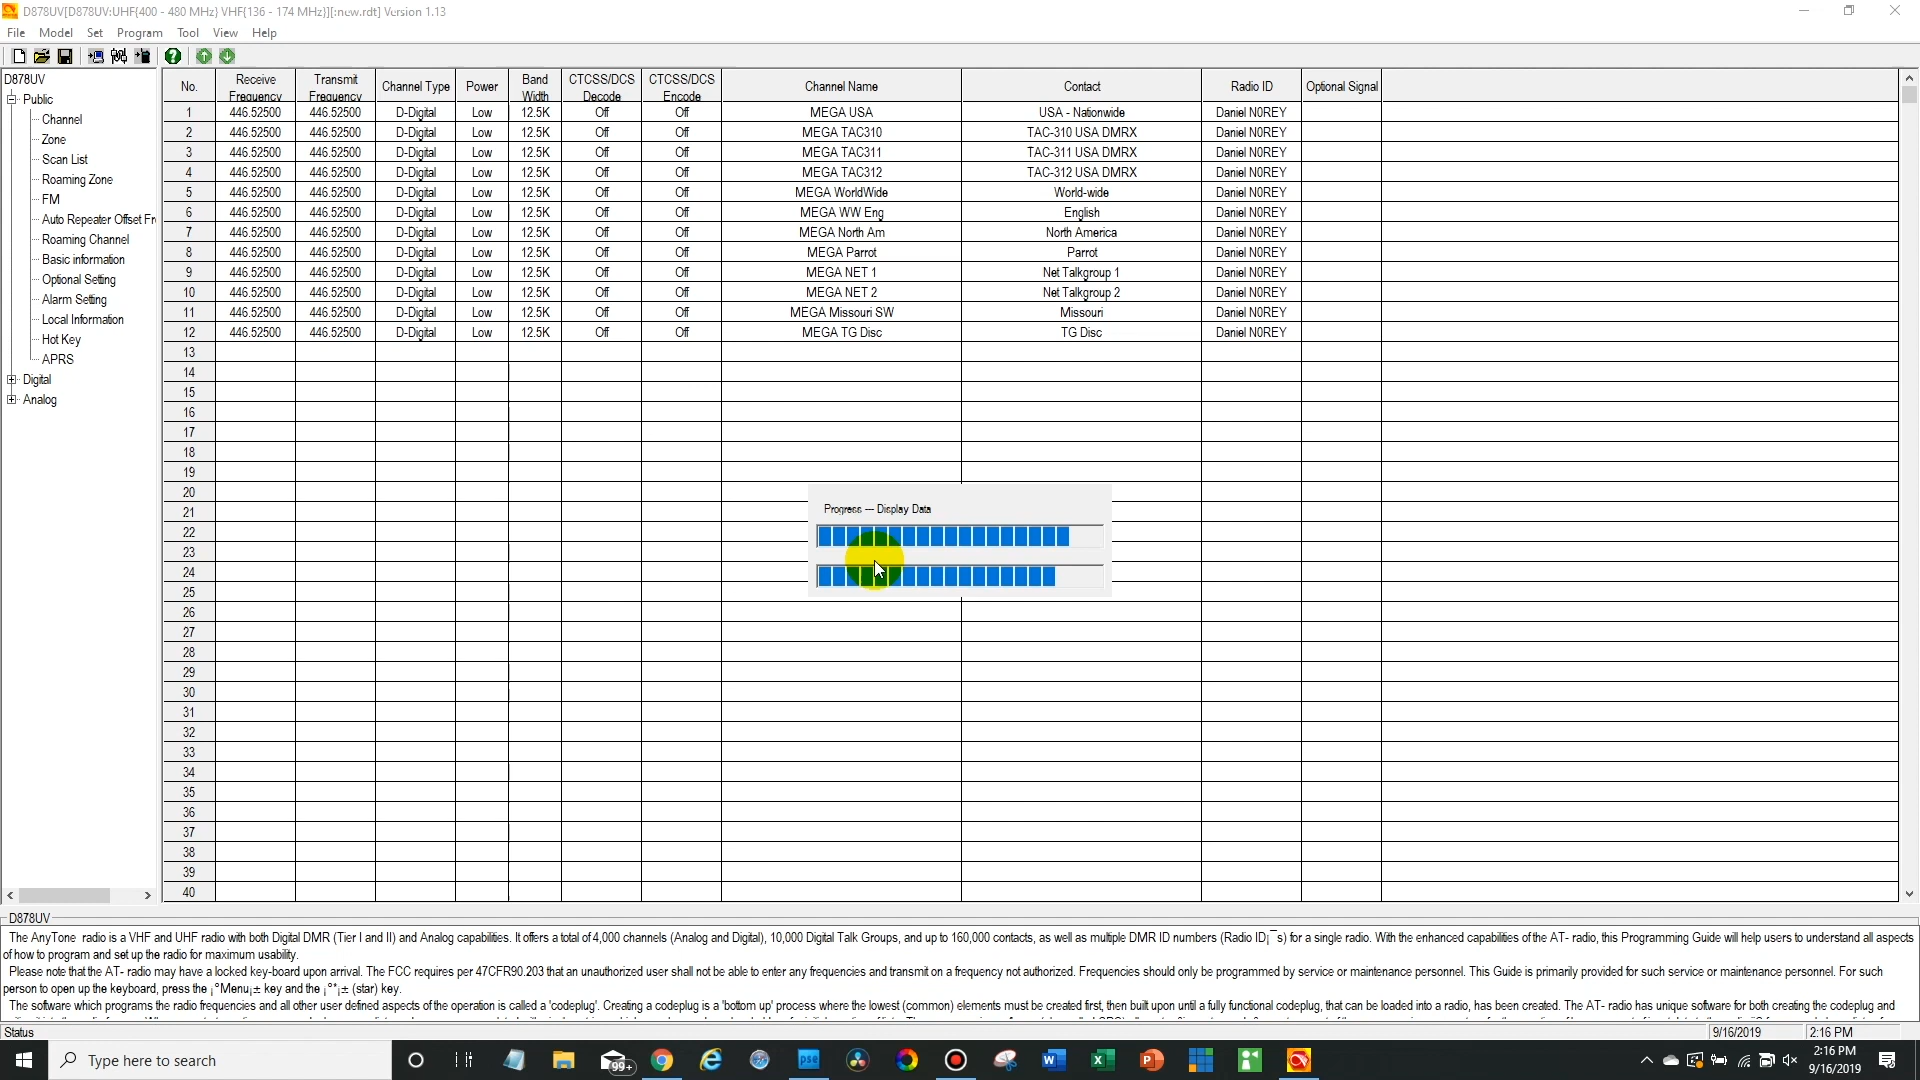 D878UV[D878UV:UHF{400 - 480 MHz} VHF{136 - 174 MHz}][:new.rdt] Version 1.13
File Model Set Program Tool View Help
D878UV
Public
Channel
Zone
Scan List
Roaming Zone
FM
Auto Repeater Offset Fr
Roaming Channel
Basic information
Optional Setting
Alarm Setting
Local Information
Hot Key
APRS
Digital
Analog
No. Receive Frequency Transmit Frequency Channel Type Power Band Width CTCSS/DCS Decode CTCSS/DCS Encode Channel Name Contact Radio ID Optional Signal
1 446.52500 446.52500 D-Digital Low 12.5K Off Off MEGA USA USA - Nationwide Daniel N0REY
2 446.52500 446.52500 D-Digital Low 12.5K Off Off MEGA TAC310 TAC-310 USA DMRX Daniel N0REY
3 446.52500 446.52500 D-Digital Low 12.5K Off Off MEGA TAC311 TAC-311 USA DMRX Daniel N0REY
4 446.52500 446.52500 D-Digital Low 12.5K Off Off MEGA TAC312 TAC-312 USA DMRX Daniel N0REY
5 446.52500 446.52500 D-Digital Low 12.5K Off Off MEGA WorldWide World-wide Daniel N0REY
6 446.52500 446.52500 D-Digital Low 12.5K Off Off MEGA WW Eng English Daniel N0REY
7 446.52500 446.52500 D-Digital Low 12.5K Off Off MEGA North Am North America Daniel N0REY
8 446.52500 446.52500 D-Digital Low 12.5K Off Off MEGA Parrot Parrot Daniel N0REY
9 446.52500 446.52500 D-Digital Low 12.5K Off Off MEGA NET 1 Net Talkgroup 1 Daniel N0REY
10 446.52500 446.52500 D-Digital Low 12.5K Off Off MEGA NET 2 Net Talkgroup 2 Daniel N0REY
11 446.52500 446.52500 D-Digital Low 12.5K Off Off MEGA Missouri SW Missouri Daniel N0REY
12 446.52500 446.52500 D-Digital Low 12.5K Off Off MEGA TG Disc TG Disc Daniel N0REY
13
14
15
16
17
18
19
20
21
22
23
24
25
26
27
28
29
30
31
32
33
34
35
36
37
38
39
40
Progress --- Display Data
D878UV
The AnyTone radio is a VHF and UHF radio with both Digital DMR (Tier I and II) and Analog capabilities. It offers a total of 4,000 channels (Analog and Digital), 10,000 Digital Talk Groups, and up to 160,000 contacts, as well as multiple DMR ID numbers (Radio ID¡¯s) for a single radio. With the enhanced capabilities of the AT- radio, this Programming Guide will help users to understand all aspects
of how to program and set up the radio for maximum usability.
Please note that the AT- radio may have a locked key-board upon arrival. The FCC requires per 47CFR90.203 that an unauthorized user shall not be able to enter any frequencies and transmit on a frequency not authorized. Frequencies should only be programmed by service or maintenance personnel. This Guide is primarily provided for such service or maintenance personnel. For such
person to open up the keyboard, press the ¡°Menu¡± key and the ¡°*¡± (star) key.
The software which programs the radio frequencies and all other user defined aspects of the operation is called a 'codeplug'. Creating a codeplug is a 'bottom up' process where the lowest (common) elements must be created first, then built upon until a fully functional codeplug, that can be loaded into a radio, has been created. The AT- radio has unique software for both creating the codeplug and
Status 9/16/2019 2:16 PM
Type here to search
99+
pse
2:16 PM
9/16/2019